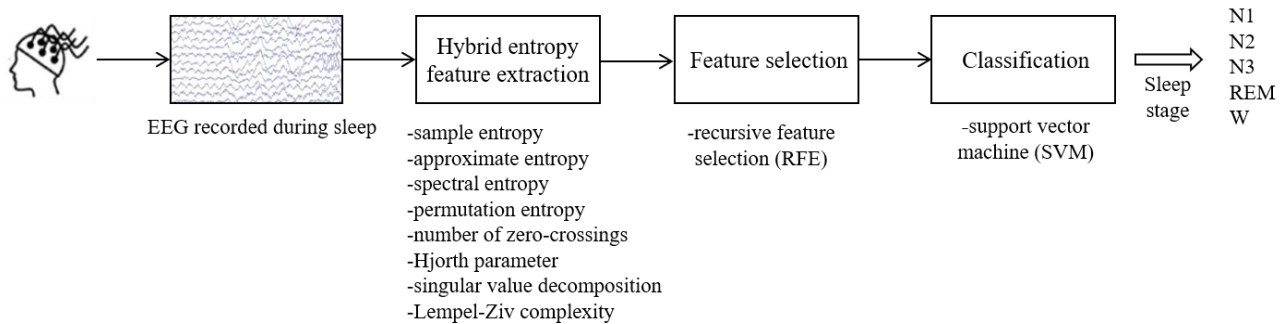 EEG recorded during sleep
Hybrid entropy
feature extraction
-sample entropy
-approximate entropy
-spectral entropy
-permutation entropy
-number of zero-crossings
-Hjorth parameter
-singular value decomposition
-Lempel-Ziv complexity
Feature selection
-recursive feature
selection (RFE)
Classification
-support vector
machine (SVM)
Sleep
stage
N1
N2
N3
REM
W